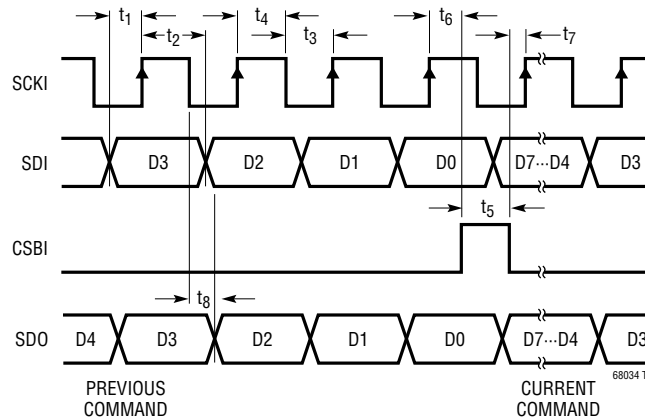 t1 t2 t4 t3 t6 t7
SCKI
SDI D3 D2 D1 D0 D7···D4 D3
t5
CSBI
t8
SDO D4 D3 D2 D1 D0 D7···D4 D3
68034 T
PREVIOUS COMMAND
CURRENT COMMAND